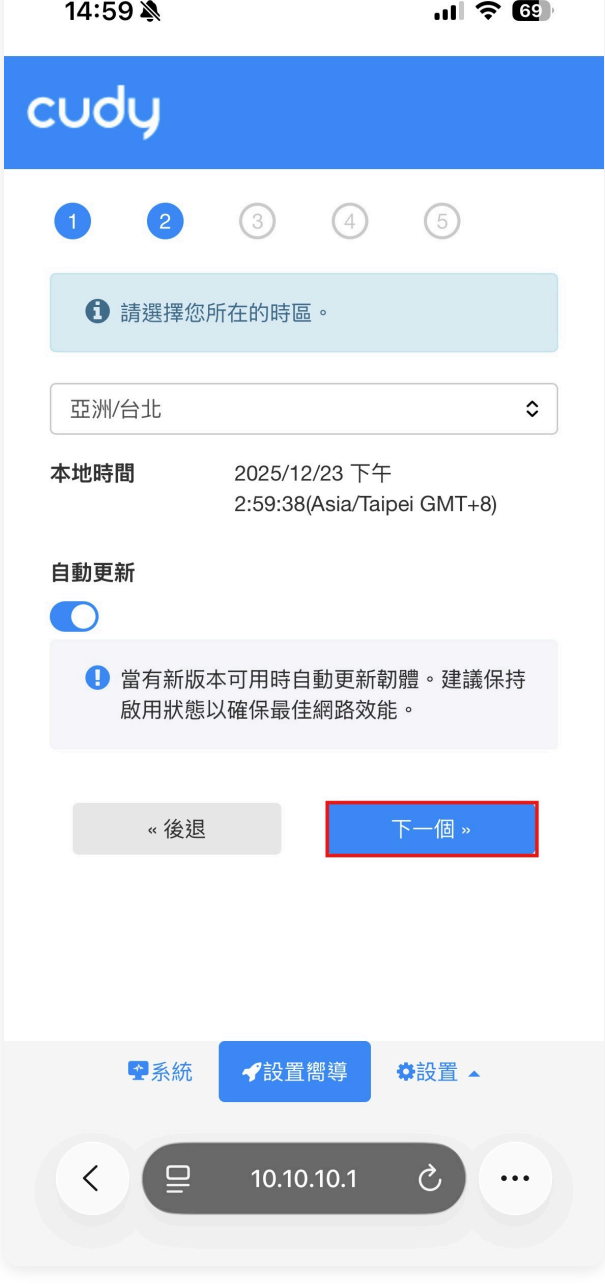 14:59
69
cudy
1 2 3 4 5
請選擇您所在的時區。
亞洲/台北
本地時間 2025/12/23 下午
2:59:38(Asia/Taipei GMT+8)
自動更新
當有新版本可用時自動更新韌體。建議保持
啟用狀態以確保最佳網路效能。
« 後退 下一個 »
系統 設置嚮導 設置
10.10.10.1